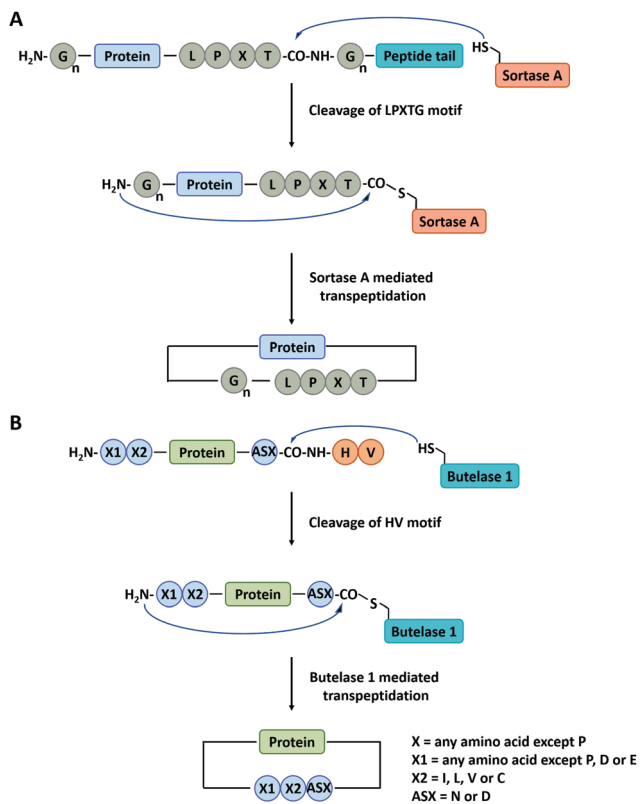 A
H₂N- G n Protein L P X T -CO-NH- G n Peptide tail HS
Sortase A
Cleavage of LPXTG motif
H₂N- G n Protein L P X T -CO S
Sortase A
Sortase A mediated
transpeptidation
Protein
G n L P X T
B
H₂N- X1 X2 Protein ASX -CO-NH- H V HS
Butelase 1
Cleavage of HV motif
H₂N- X1 X2 Protein ASX -CO S
Butelase 1
Butelase 1 mediated
transpeptidation
Protein
X1 X2 ASX
X = any amino acid except P
X1 = any amino acid except P, D or E
X2 = I, L, V or C
ASX = N or D